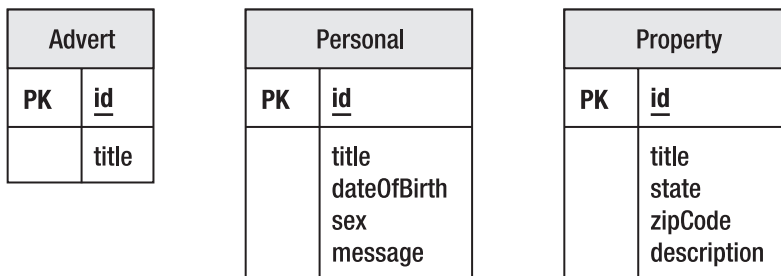 Advert
PK id
title
Personal
PK id
title
dateOfBirth
sex
message
Property
PK id
title
state
zipCode
description